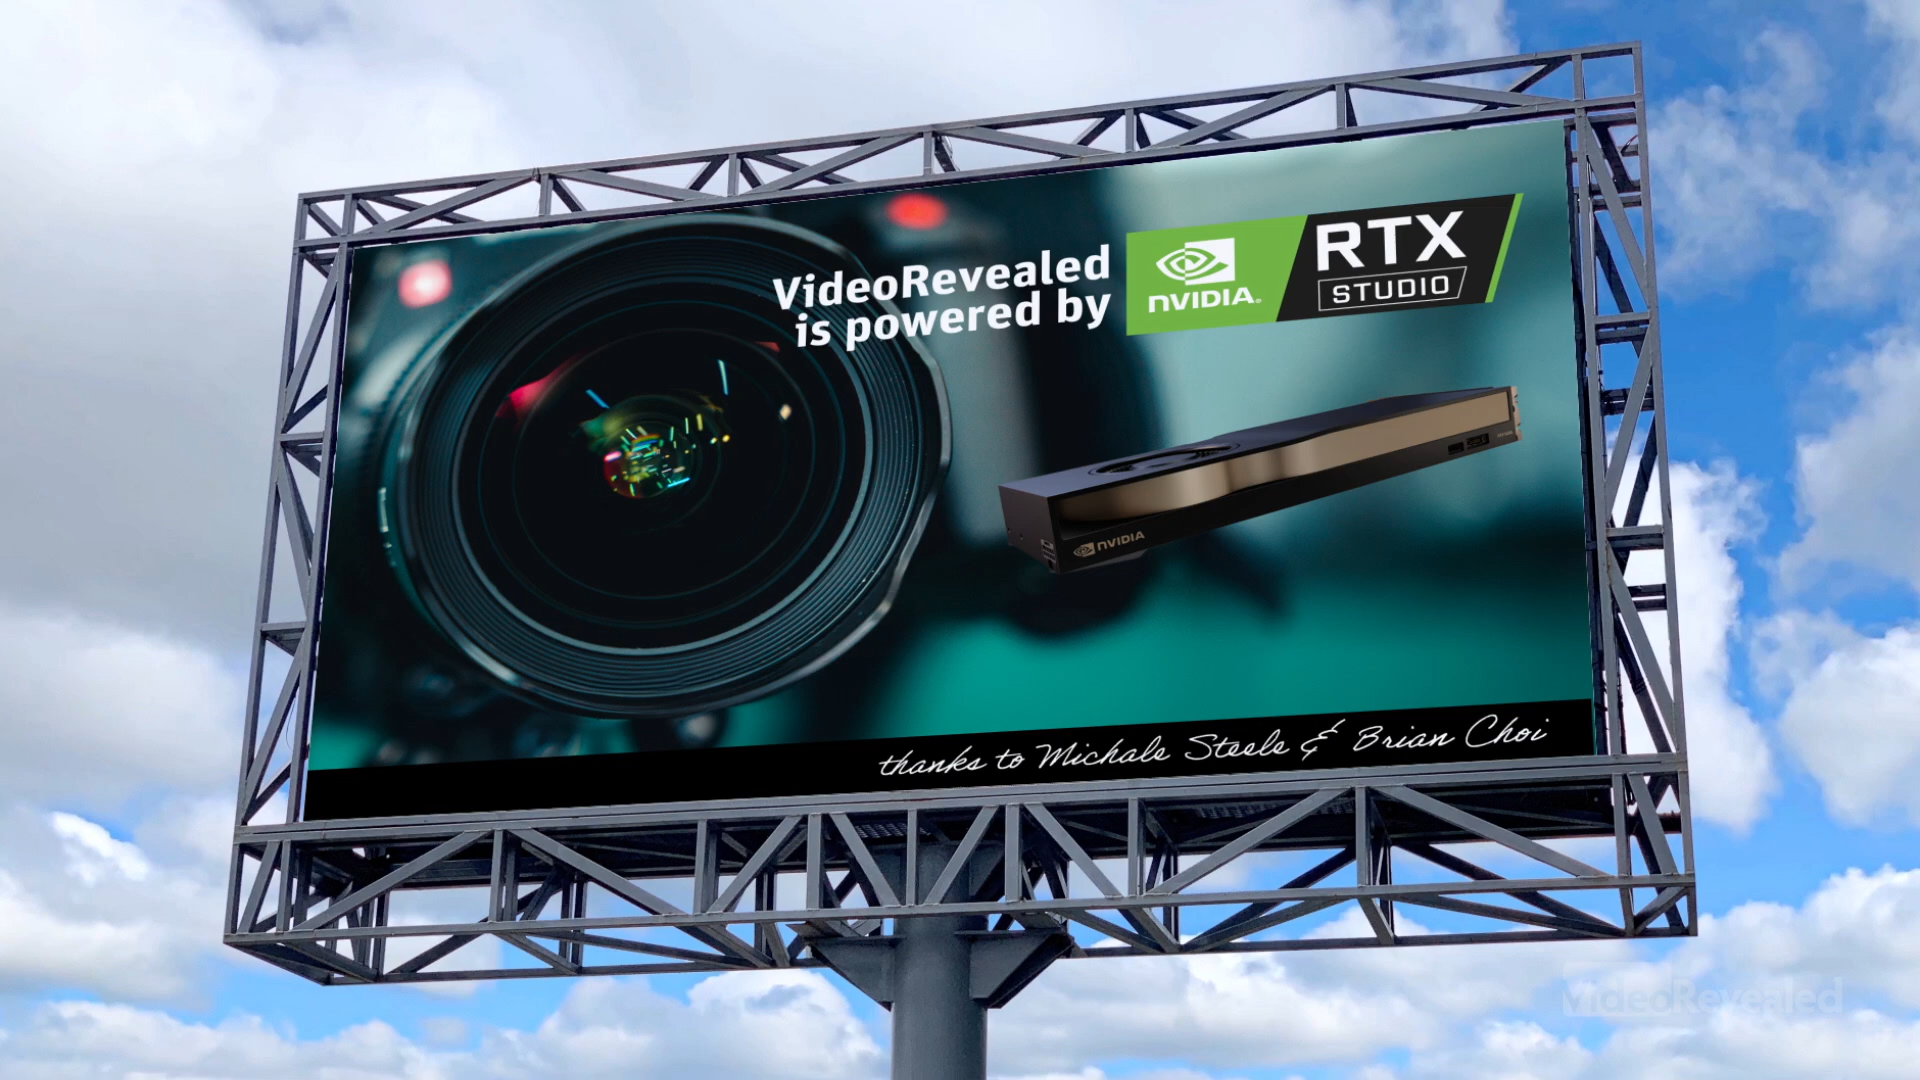 VideoRevealed
is powered by
NVIDIA.
RTX
STUDIO
NVIDIA
thanks to Michale Steele & Brian Choi
VideoRevealed